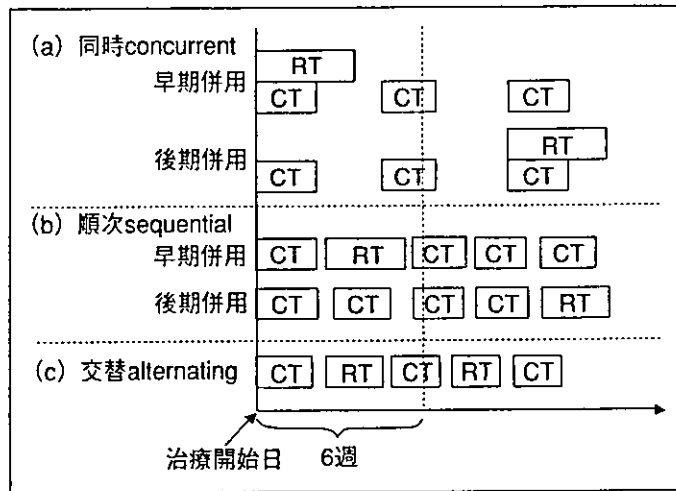 (a) 同時concurrent
RT
早期併用
CT CT CT
RT
後期併用
CT CT CT
(b) 順次sequential
早期併用 CT RT CT CT CT
後期併用 CT CT CT CT RT
(c) 交替alternating CT RT CT RT CT
治療開始日 6週